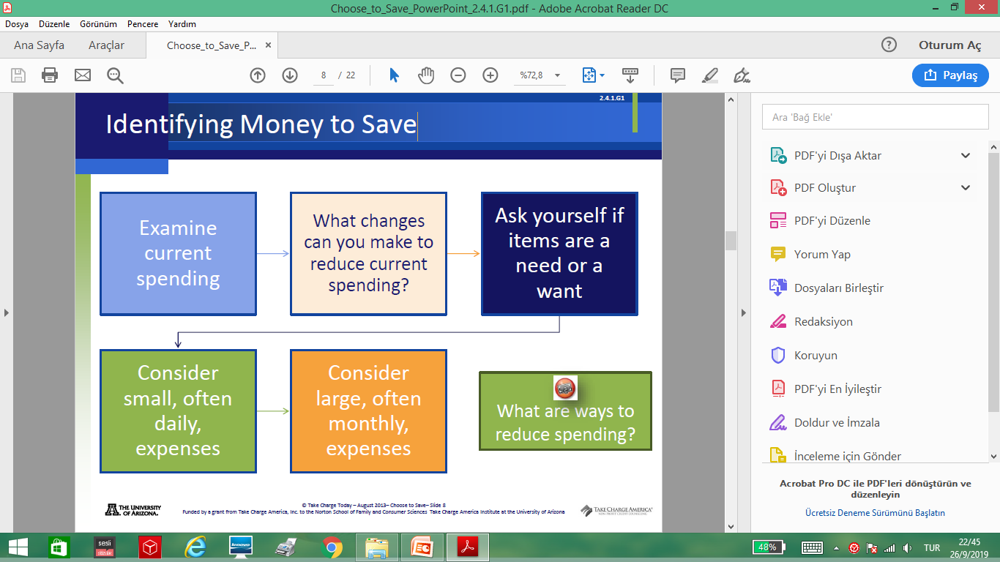 Choose_to_Save_PowerPoint_2.4.1.G1.pdf - Adobe Acrobat Reader DC
Dosya Düzenle Görünüm Pencere Yardım
Ana Sayfa Araçlar Choose_to_Save_P... × Oturum Aç
8 / 22 %72,8 Paylaş
2.4.1.G1
Identifying Money to Save
Examine
current
spending
What changes
can you make to
reduce current
spending?
Ask yourself if
items are a
need or a
want
Consider
small, often
daily,
expenses
Consider
large, often
monthly,
expenses
What are ways to
reduce spending?
THE UNIVERSITY
OF ARIZONA.
© Take Charge Today – August 2013– Choose to Save– Slide 8
Funded by a grant from Take Charge America, Inc. to the Norton School of Family and Consumer Sciences Take Charge America Institute at the University of Arizona
TAKE CHARGE AMERICA
NON-PROFIT CREDIT COUNSELING
Ara 'Bağ Ekle'
PDF'yi Dışa Aktar
PDF Oluştur
PDF'yi Düzenle
Yorum Yap
Dosyaları Birleştir
Redaksiyon
Koruyun
PDF'yi En İyileştir
Doldur ve İmzala
İnceleme için Gönder
Acrobat Pro DC ile PDF'leri dönüştürün ve
düzenleyin
Ücretsiz Deneme Sürümünü Başlatın
sesli
sözlük
lenovo
48%
TUR
22/45
26/9/2019